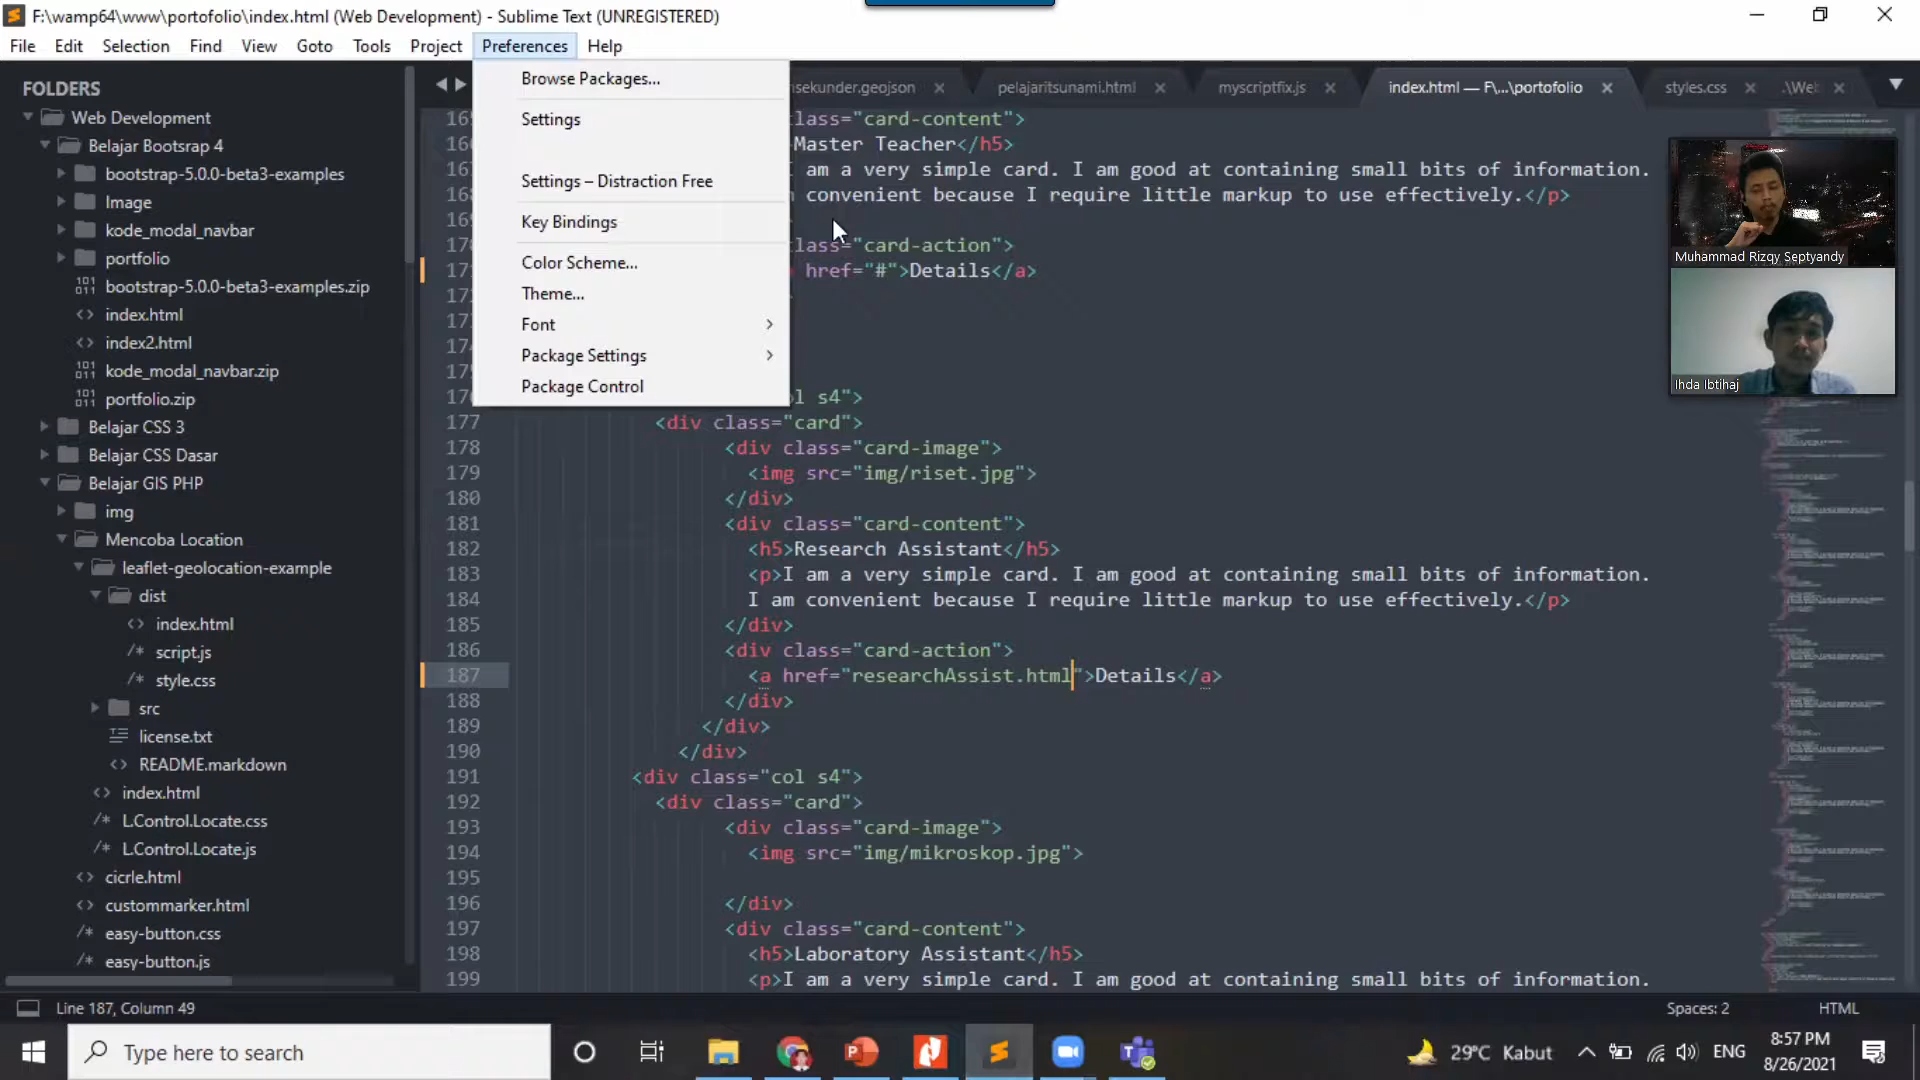 F:\wamp64\www\portofolio\index.html (Web Development) - Sublime Text (UNREGISTERED)
File Edit Selection Find View Goto Tools Project Preferences Help
Browse Packages...
Settings
Settings – Distraction Free
Key Bindings
Color Scheme...
Theme...
Font
Package Settings
Package Control
FOLDERS
Web Development
Belajar Bootsrap 4
bootstrap-5.0.0-beta3-examples
Image
kode_modal_navbar
portfolio
bootstrap-5.0.0-beta3-examples.zip
index.html
index2.html
kode_modal_navbar.zip
portfolio.zip
Belajar CSS 3
Belajar CSS Dasar
Belajar GIS PHP
img
Mencoba Location
leaflet-geolocation-example
dist
index.html
script.js
style.css
src
license.txt
README.markdown
index.html
L.Control.Locate.css
L.Control.Locate.js
cicrle.html
custommarker.html
easy-button.css
easy-button.js
sekunder.geojson pelajaritsunami.html myscriptfix.js index.html — F\...\portofolio styles.css ..\We
165 lass="card-content">
166 Master Teacher</h5>
167 I am a very simple card. I am good at containing small bits of information.
168 convenient because I require little markup to use effectively.</p>
169
170 lass="card-action">
171 href="#">Details</a>
172
173
174
175
176 l s4">
177 <div class="card">
178 <div class="card-image">
179 <img src="img/riset.jpg">
180 </div>
181 <div class="card-content">
182 <h5>Research Assistant</h5>
183 <p>I am a very simple card. I am good at containing small bits of information.
184 I am convenient because I require little markup to use effectively.</p>
185 </div>
186 <div class="card-action">
187 <a href="researchAssist.html">Details</a>
188 </div>
189 </div>
190 </div>
191 <div class="col s4">
192 <div class="card">
193 <div class="card-image">
194 <img src="img/mikroskop.jpg">
195
196 </div>
197 <div class="card-content">
198 <h5>Laboratory Assistant</h5>
199 <p>I am a very simple card. I am good at containing small bits of information.
Muhammad Rizqy Septyandy
Ihda Ibtihaj
Line 187, Column 49
Spaces: 2 HTML
Type here to search
29°C Kabut
ENG
8:57 PM
8/26/2021